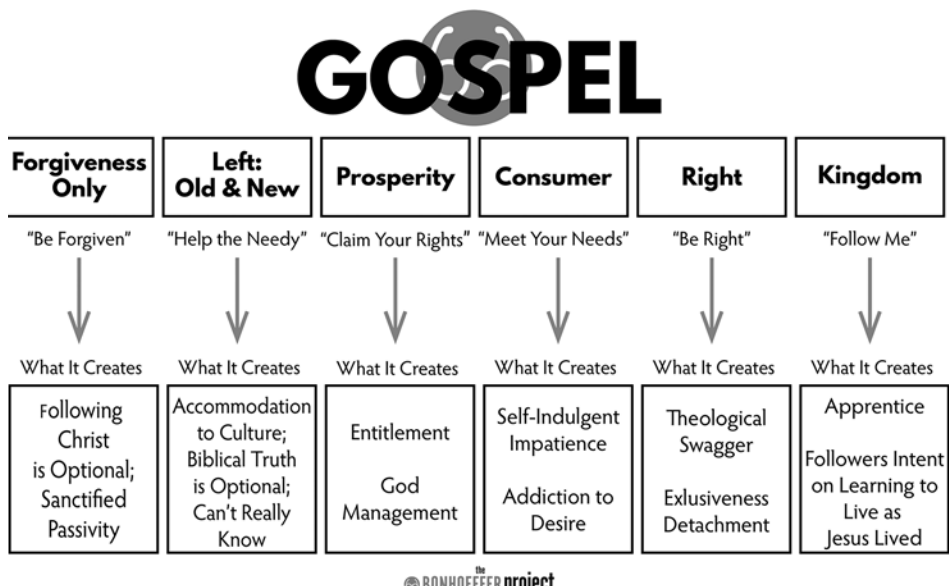 GOSPEL
Forgiveness
Only
Left:
Old & New
Prosperity
Consumer
Right
Kingdom
"Be Forgiven"
"Help the Needy"
"Claim Your Rights"
"Meet Your Needs"
"Be Right"
"Follow Me"
What It Creates
What It Creates
What It Creates
What It Creates
What It Creates
What It Creates
Following
Christ
is Optional;
Sanctified
Passivity
Accommodation
to Culture;
Biblical Truth
is Optional;
Can't Really
Know
Entitlement
God
Management
Self-Indulgent
Impatience
Addiction to
Desire
Theological
Swagger
Exlusiveness
Detachment
Apprentice
Followers Intent
on Learning to
Live as
Jesus Lived
the
BONHOEFFER project